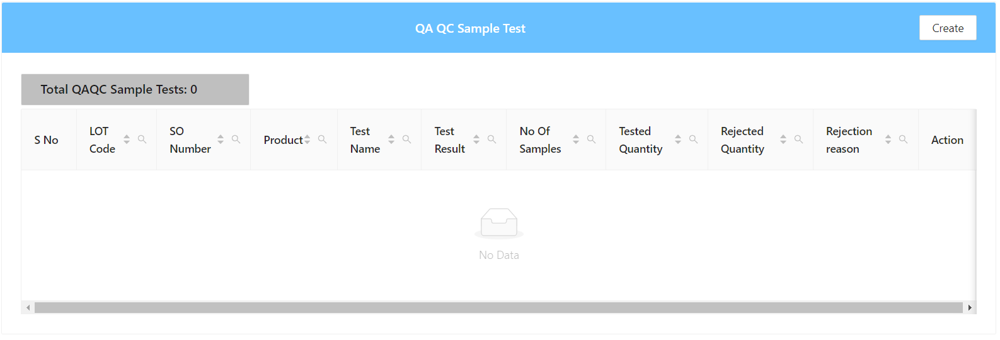 QA QC Sample Test
Create
Total QAQC Sample Tests: 0
S No
LOT
Code
SO
Number
Product
Test
Name
Test
Result
No Of
Samples
Tested
Quantity
Rejected
Quantity
Rejection
reason
Action
No Data